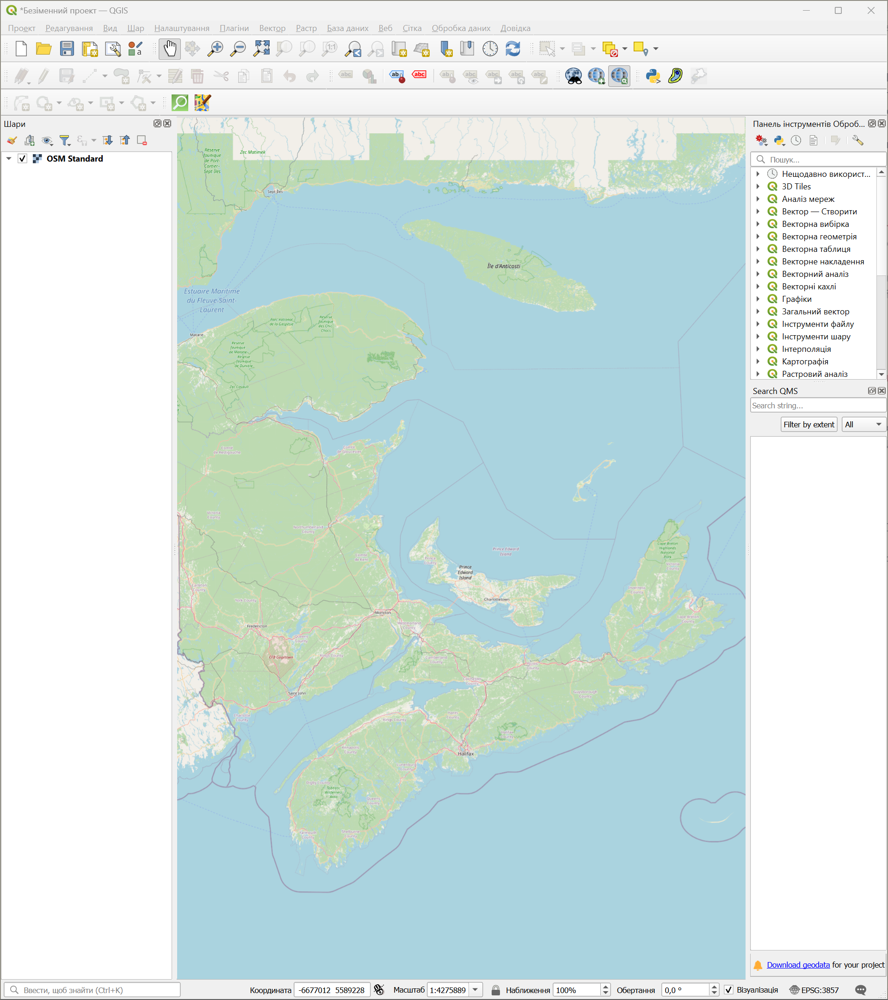 *Безіменний проект — QGIS
Проект Редагування Вид Шар Налаштування Плагіни Вектор Растр База даних Веб Сітка Обробка даних Довідка
Шари
OSM Standard
Réserve
faunique
de Port-
Cartier-
Sept-Îles
Zec Matimek
Sept-Îles
Île d'Anticosti
Estuaire Maritime
du Fleuve Saint-
Laurent
Parc national
de la Gaspésie
Réserve
faunique
des Chic
Chocs
Matane
Réserve
faunique
de Matane
Réserve
faunique
de Dunière
Zec Casault
Comté
de Restigouche
Comté
de Gloucester
Victoria
County
Northumberland
County
Comté
de Kent
Prince
County
Prince Edward
Island
Prince
Edward
Island
Charlottetown
Cape Breton
Highlands
National
Park
Victoria
County
Inverness
County
Cape Breton
County
Carleton
County
York County
Moncton
Westmorland
County
Fredericton
Queens
County
CFB Gagetown
Kings County
Cumberland
County
Pictou
County
Colchester
County
Guysborough
County
Saint John
Charlotte
County
Kings County
Hants
County
Halifax
County
Annapolis
County
Halifax
Lunenburg
County
Digby County
Tobeatic
Wilderness
Area
Queens
County
Yarmouth
County
Shelburne
County
Панель інструментів Оброб...
Пошук...
Нещодавно використ...
3D Tiles
Аналіз мереж
Вектор — Створити
Векторна вибірка
Векторна геометрія
Векторна таблиця
Векторне накладення
Векторний аналіз
Векторні кахлі
Графіки
Загальний вектор
Інструменти файлу
Інструменти шару
Інтерполяція
Картографія
Растровий аналіз
Search QMS
Search string...
Filter by extent All
Download geodata for your project
Ввести, щоб знайти (Ctrl+K) Координата -6677012 5589228 Масштаб 1:4275889 Наближення 100% Обертання 0,0 ° Візуалізація EPSG:3857